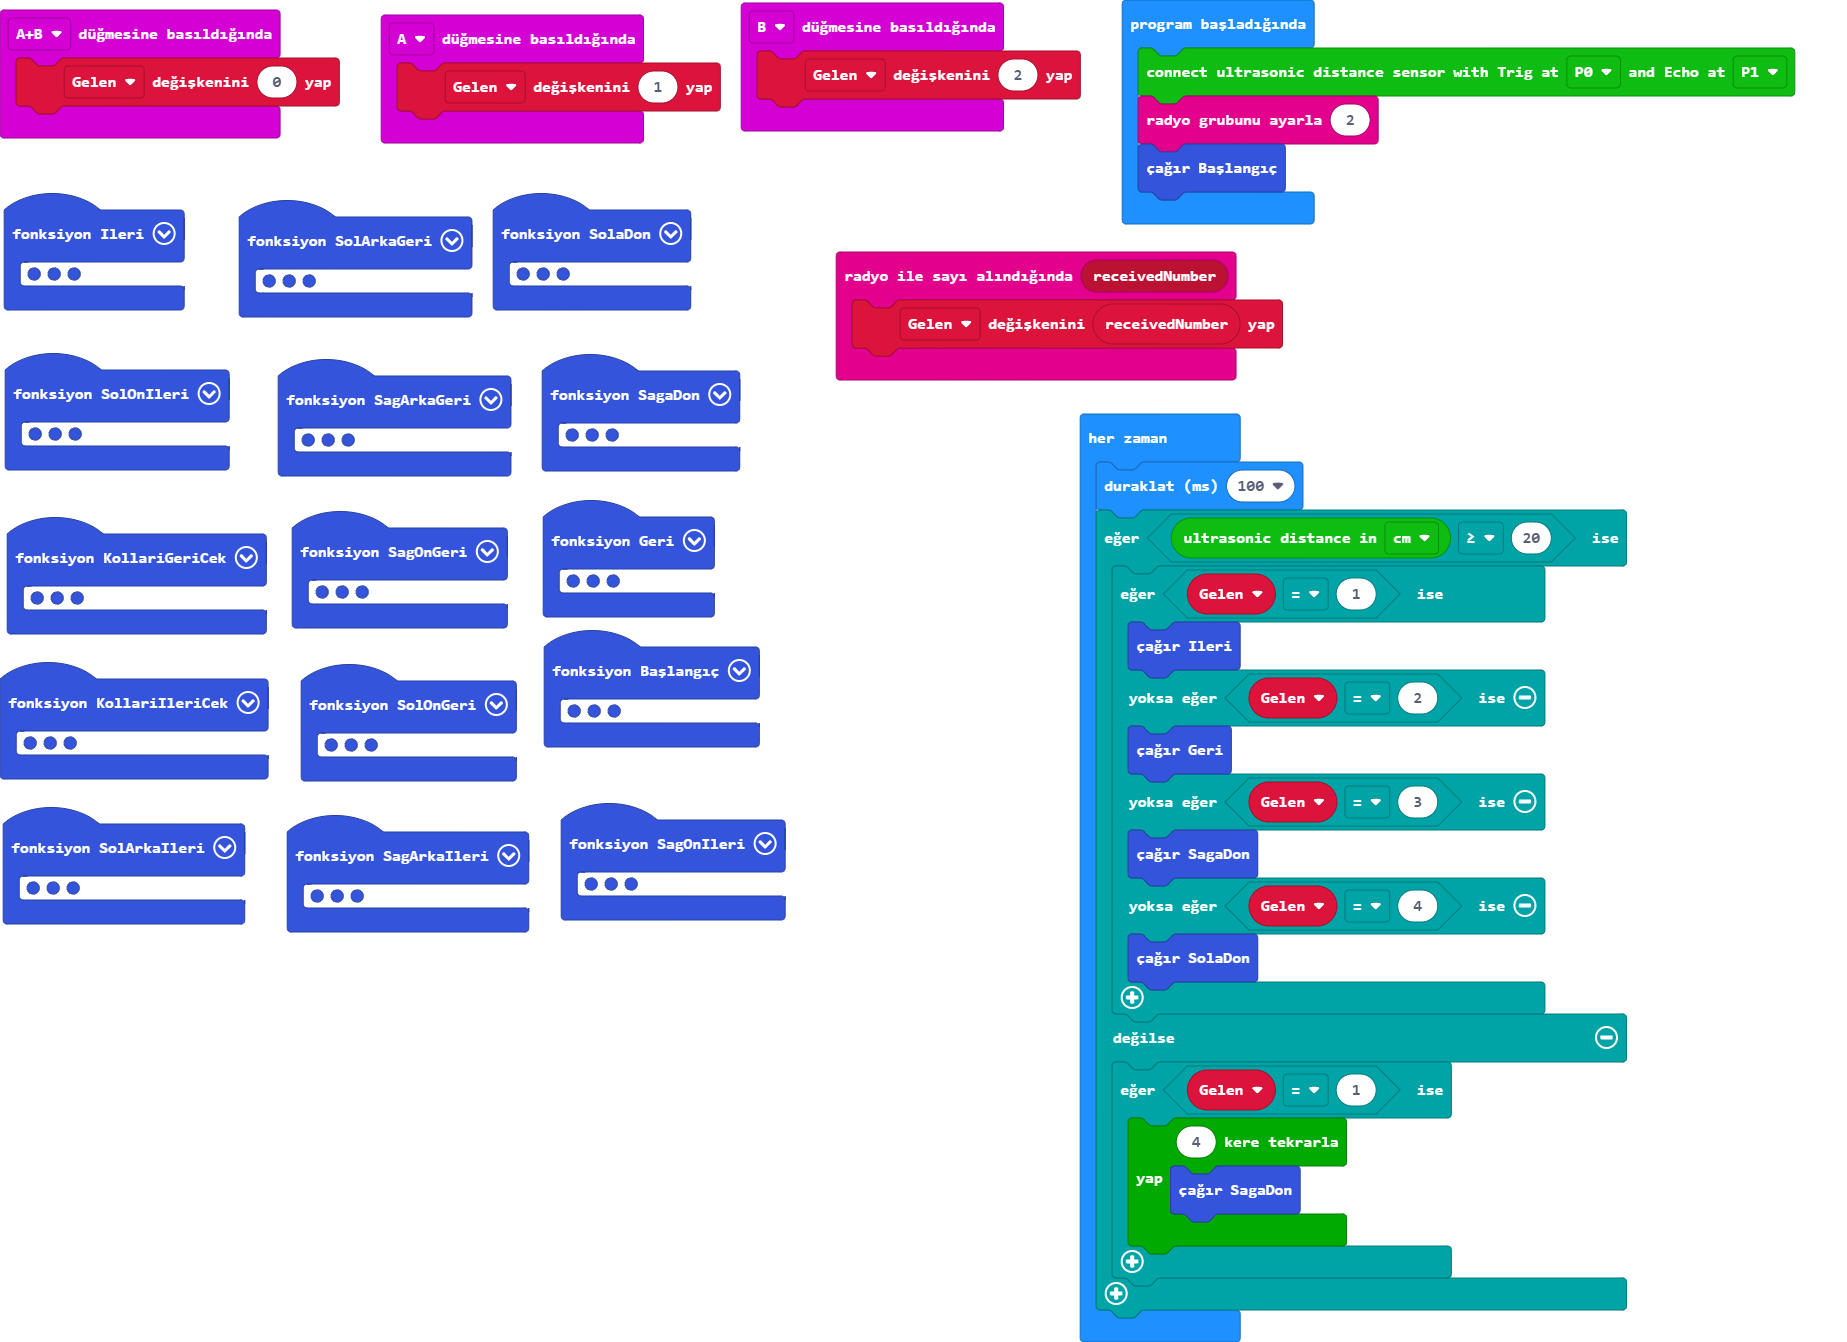 A+B düğmesine basıldığında
Gelen değişkenini 0 yap
A düğmesine basıldığında
Gelen değişkenini 1 yap
B düğmesine basıldığında
Gelen değişkenini 2 yap
program başladığında
connect ultrasonic distance sensor with Trig at P0 and Echo at P1
radyo grubunu ayarla 2
çağır Başlangıç
fonksiyon Ileri
fonksiyon SolArkaGeri
fonksiyon SolaDon
radyo ile sayı alındığında receivedNumber
Gelen değişkenini receivedNumber yap
fonksiyon SolOnIleri
fonksiyon SagArkaGeri
fonksiyon SagaDon
fonksiyon KollariGeriCek
fonksiyon SagOnGeri
fonksiyon Geri
fonksiyon KollariIleriCek
fonksiyon SolOnGeri
fonksiyon Başlangıç
fonksiyon SolArkaIleri
fonksiyon SagArkaIleri
fonksiyon SagOnIleri
her zaman
duraklat (ms) 100
eğer ultrasonic distance in cm ≥ 20 ise
eğer Gelen = 1 ise
çağır Ileri
yoksa eğer Gelen = 2 ise
çağır Geri
yoksa eğer Gelen = 3 ise
çağır SagaDon
yoksa eğer Gelen = 4 ise
çağır SolaDon
değilse
eğer Gelen = 1 ise
4 kere tekrarla
yap çağır SagaDon